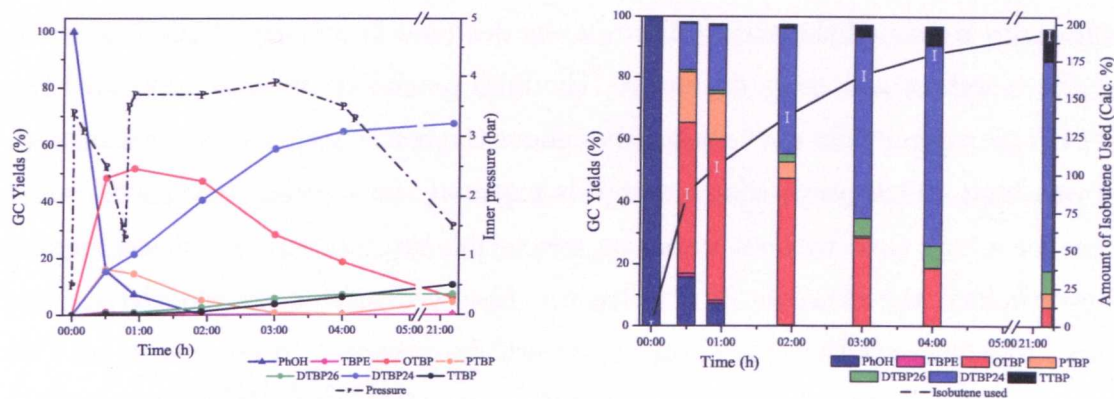 100
80
60
40
20
0
GC Yields (%)
5
4
3
2
1
0
Inner pressure (bar)
00:00 01:00 02:00 03:00 04:00 05:00 21:00
Time (h)
PhOH TBPE OTBP PTBP
DTBP26 DTBP24 TTBP
Pressure
100
80
60
40
20
0
GC Yields (%)
200
175
150
125
100
75
50
25
0
Amount of Isobutene Used (Calc. %)
00:00 01:00 02:00 03:00 04:00 05:00 21:00
Time (h)
PhOH TBPE OTBP PTBP
DTBP26 DTBP24 TTBP
Isobutene used